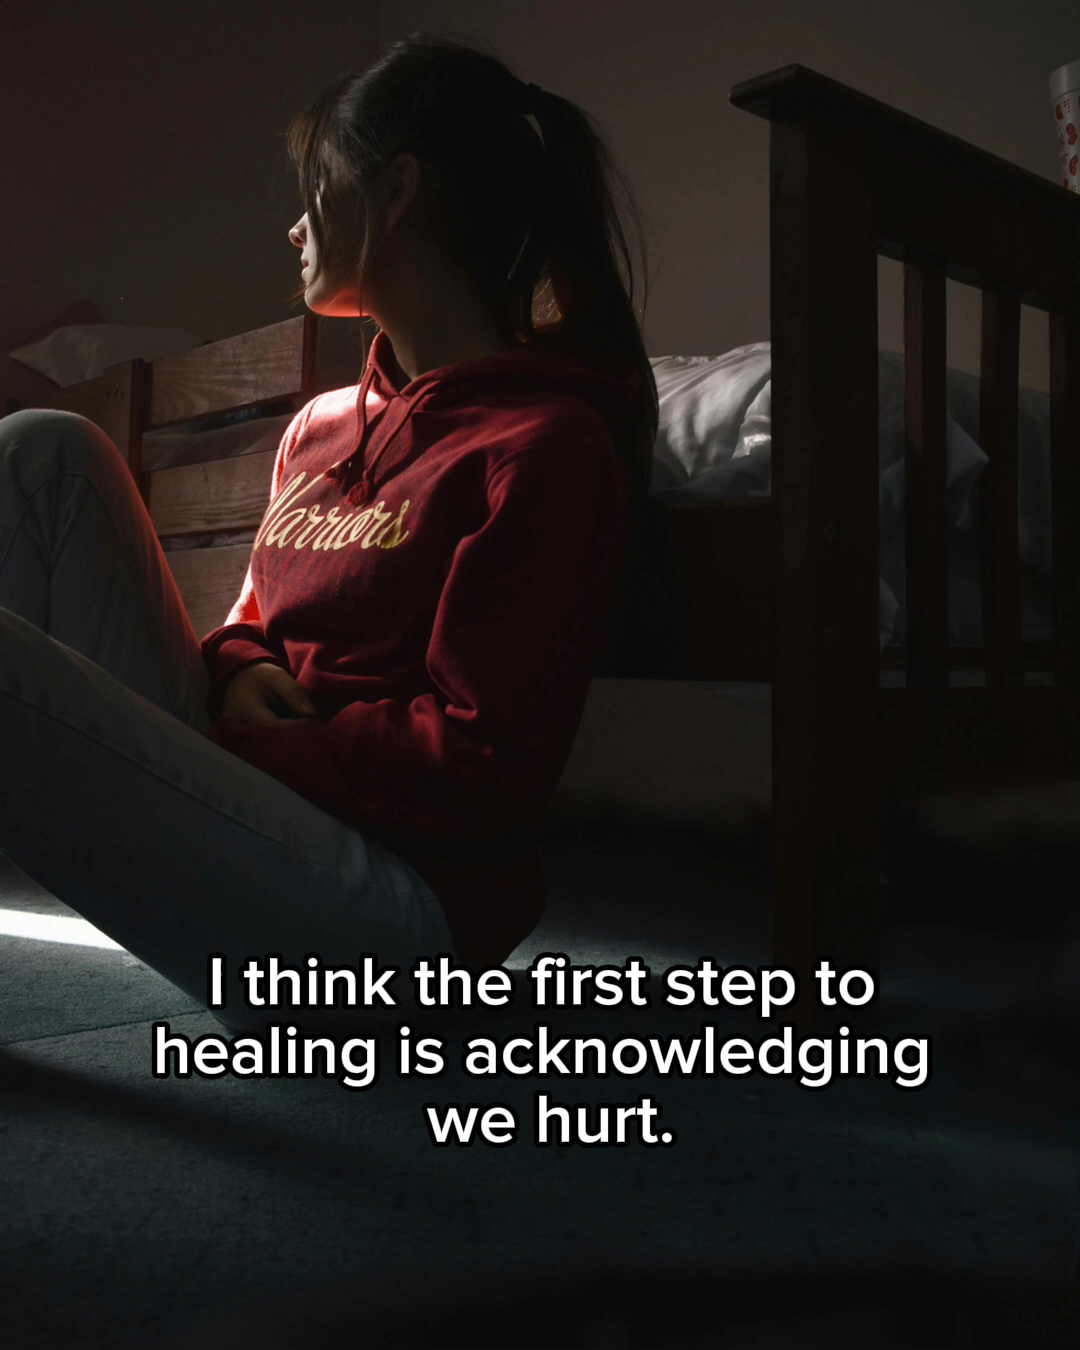 Warriors
I think the first step to
healing is acknowledging
we hurt.